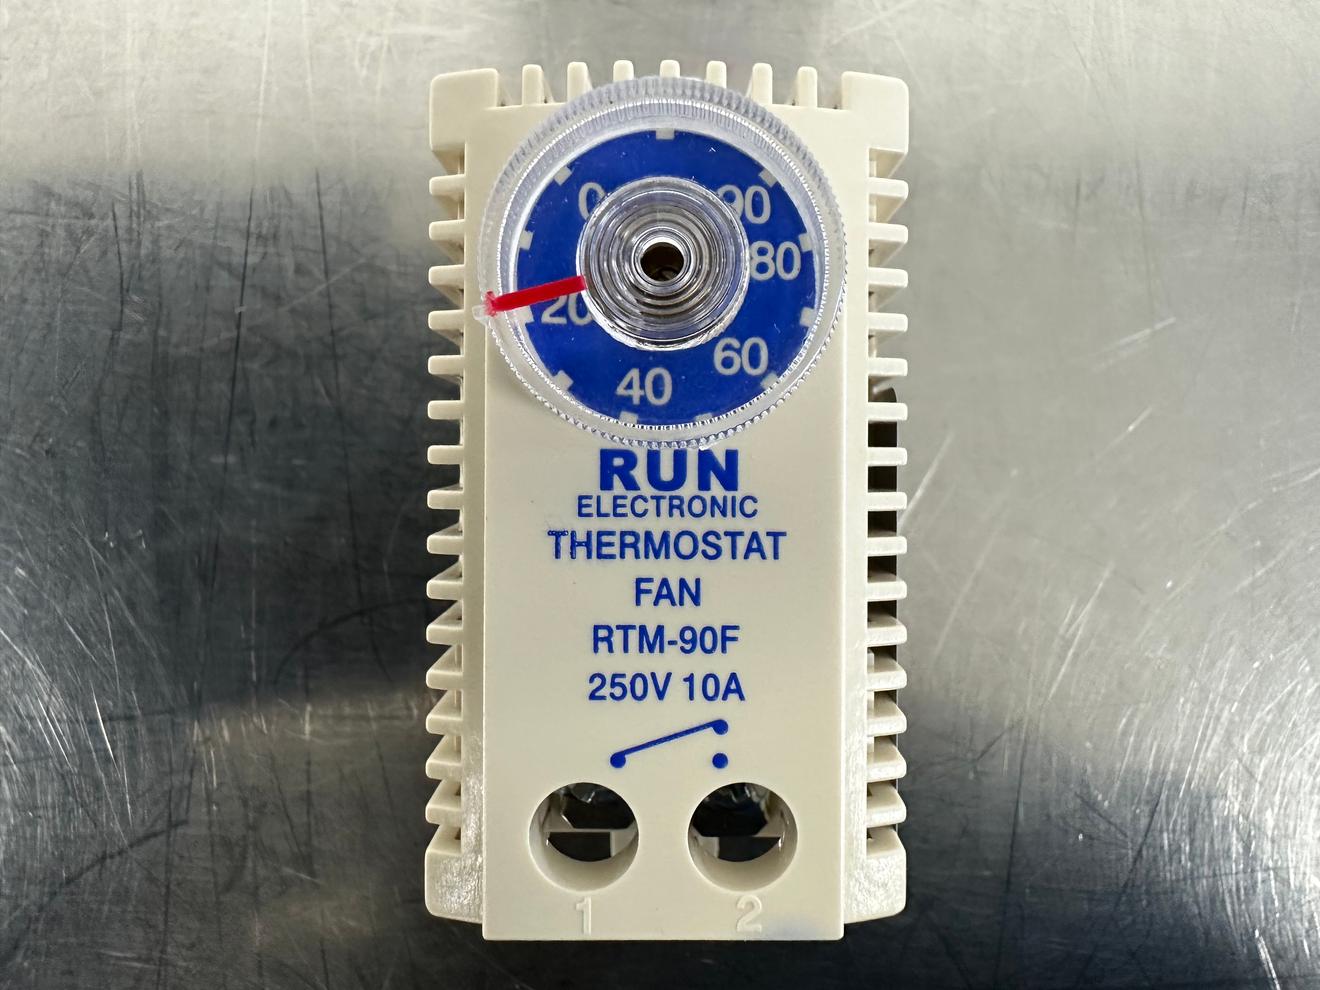 0 90
80
20
60
40
RUN
ELECTRONIC
THERMOSTAT
FAN
RTM-90F
250V 10A
1 2